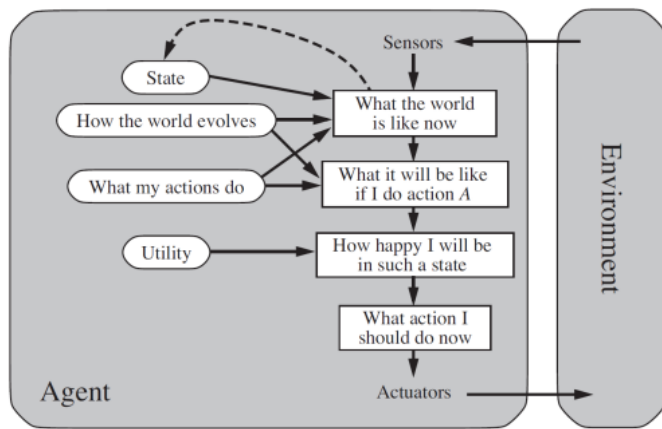 Sensors
State
What the world
is like now
How the world evolves
What my actions do
What it will be like
if I do action A
Utility
How happy I will be
in such a state
What action I
should do now
Agent
Actuators
Environment